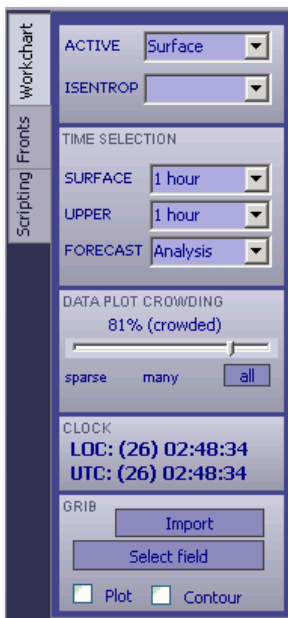 Workchart
Fronts
Scripting
ACTIVE Surface
ISENTROP
TIME SELECTION
SURFACE 1 hour
UPPER 1 hour
FORECAST Analysis
DATA PLOT CROWDING
81% (crowded)
sparse many all
CLOCK
LOC: (26) 02:48:34
UTC: (26) 02:48:34
GRIB
Import
Select field
Plot Contour